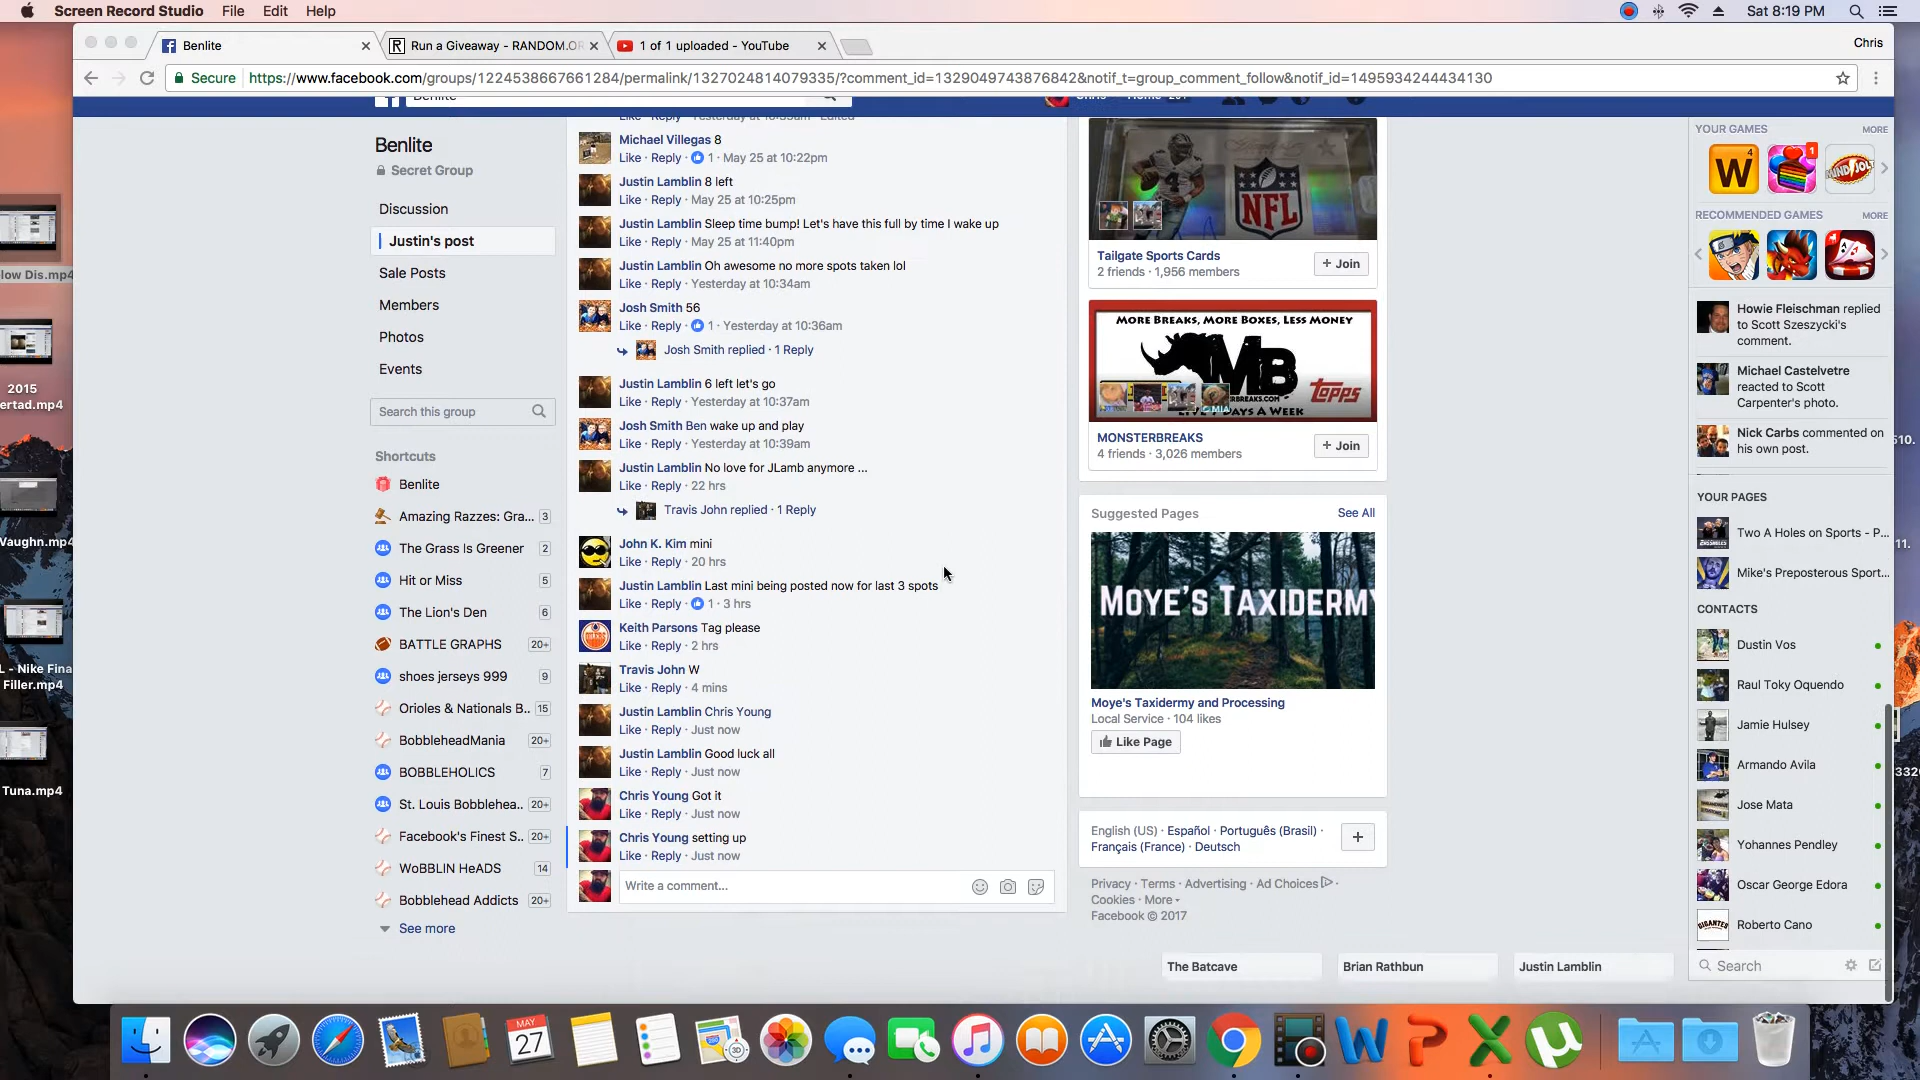 Screen Record Studio File Edit Help
Sat 8:19 PM
Benlite
Run a Giveaway - RANDOM.OR
1 of 1 uploaded - YouTube
Chris
Secure https://www.facebook.com/groups/1224538667661284/permalink/1327024814079335/?comment_id=1329049743876842&notif_t=group_comment_follow&notif_id=1495934244434130
Benlite
Secret Group
Discussion
Justin's post
Sale Posts
Members
Photos
Events
Search this group
Shortcuts
Benlite
Amazing Razzes: Gra... 3
The Grass Is Greener 2
Hit or Miss 5
The Lion's Den 6
BATTLE GRAPHS 20+
shoes jerseys 999 9
Orioles & Nationals B... 15
BobbleheadMania 20+
BOBBLEHOLICS 7
St. Louis Bobblehea... 20+
Facebook's Finest S... 20+
WoBBLIN HeADS 14
Bobblehead Addicts 20+
See more
Michael Villegas 8
Like · Reply · 1 · May 25 at 10:22pm
Justin Lamblin 8 left
Like · Reply · May 25 at 10:25pm
Justin Lamblin Sleep time bump! Let's have this full by time I wake up
Like · Reply · May 25 at 11:40pm
Justin Lamblin Oh awesome no more spots taken lol
Like · Reply · Yesterday at 10:34am
Josh Smith 56
Like · Reply · 1 · Yesterday at 10:36am
Josh Smith replied · 1 Reply
Justin Lamblin 6 left let's go
Like · Reply · Yesterday at 10:37am
Josh Smith Ben wake up and play
Like · Reply · Yesterday at 10:39am
Justin Lamblin No love for JLamb anymore ...
Like · Reply · 22 hrs
Travis John replied · 1 Reply
John K. Kim mini
Like · Reply · 20 hrs
Justin Lamblin Last mini being posted now for last 3 spots
Like · Reply · 1 · 3 hrs
Keith Parsons Tag please
Like · Reply · 2 hrs
Travis John W
Like · Reply · 4 mins
Justin Lamblin Chris Young
Like · Reply · Just now
Justin Lamblin Good luck all
Like · Reply · Just now
Chris Young Got it
Like · Reply · Just now
Chris Young setting up
Like · Reply · Just now
Write a comment...
NFL
Tailgate Sports Cards
2 friends · 1,956 members
+ Join
MORE BREAKS, MORE BOXES, LESS MONEY
MB
TOPPS
MONSTERBREAKS
4 friends · 3,026 members
+ Join
Suggested Pages See All
MOYE'S TAXIDERMY
Moye's Taxidermy and Processing
Local Service · 104 likes
Like Page
English (US) · Español · Português (Brasil) ·
Français (France) · Deutsch
Privacy · Terms · Advertising · Ad Choices ·
Cookies · More
Facebook © 2017
The Batcave
Brian Rathbun
Justin Lamblin
YOUR GAMES MORE
RECOMMENDED GAMES MORE
Howie Fleischman replied
to Scott Szeszycki's
comment.
Michael Castelvetre
reacted to Scott
Carpenter's photo.
Nick Carbs commented on
his own post.
YOUR PAGES
Two A Holes on Sports - P...
Mike's Preposterous Sport...
CONTACTS
Dustin Vos
Raul Toky Oquendo
Jamie Hulsey
Armando Avila
Jose Mata
Yohannes Pendley
Oscar George Edora
Roberto Cano
Search
low Dis.mp4
2015
ertad.mp4
Vaughn.mp4
L - Nike Fina
Filler.mp4
Tuna.mp4
510.
11.
332
MAY
27